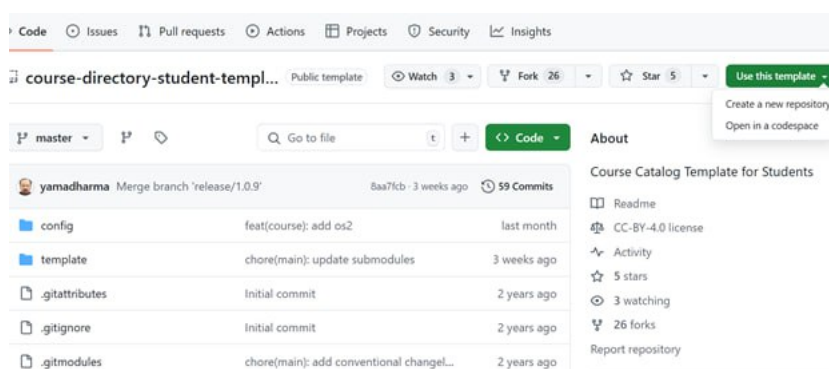 Code Issues Pull requests Actions Projects Security Insights
course-directory-student-templ... Public template Watch 3 Fork 26 Star 5 Use this template
Create a new repository
Open in a codespace
master Go to file t + <> Code
yamadharma Merge branch 'release/1.0.9' 8aa7fcb · 3 weeks ago 59 Commits
config feat(course): add os2 last month
template chore(main): update submodules 3 weeks ago
.gitattributes Initial commit 2 years ago
.gitignore Initial commit 2 years ago
.gitmodules chore(main): add conventional changel... 2 years ago
About
Course Catalog Template for Students
Readme
CC-BY-4.0 license
Activity
5 stars
3 watching
26 forks
Report repository